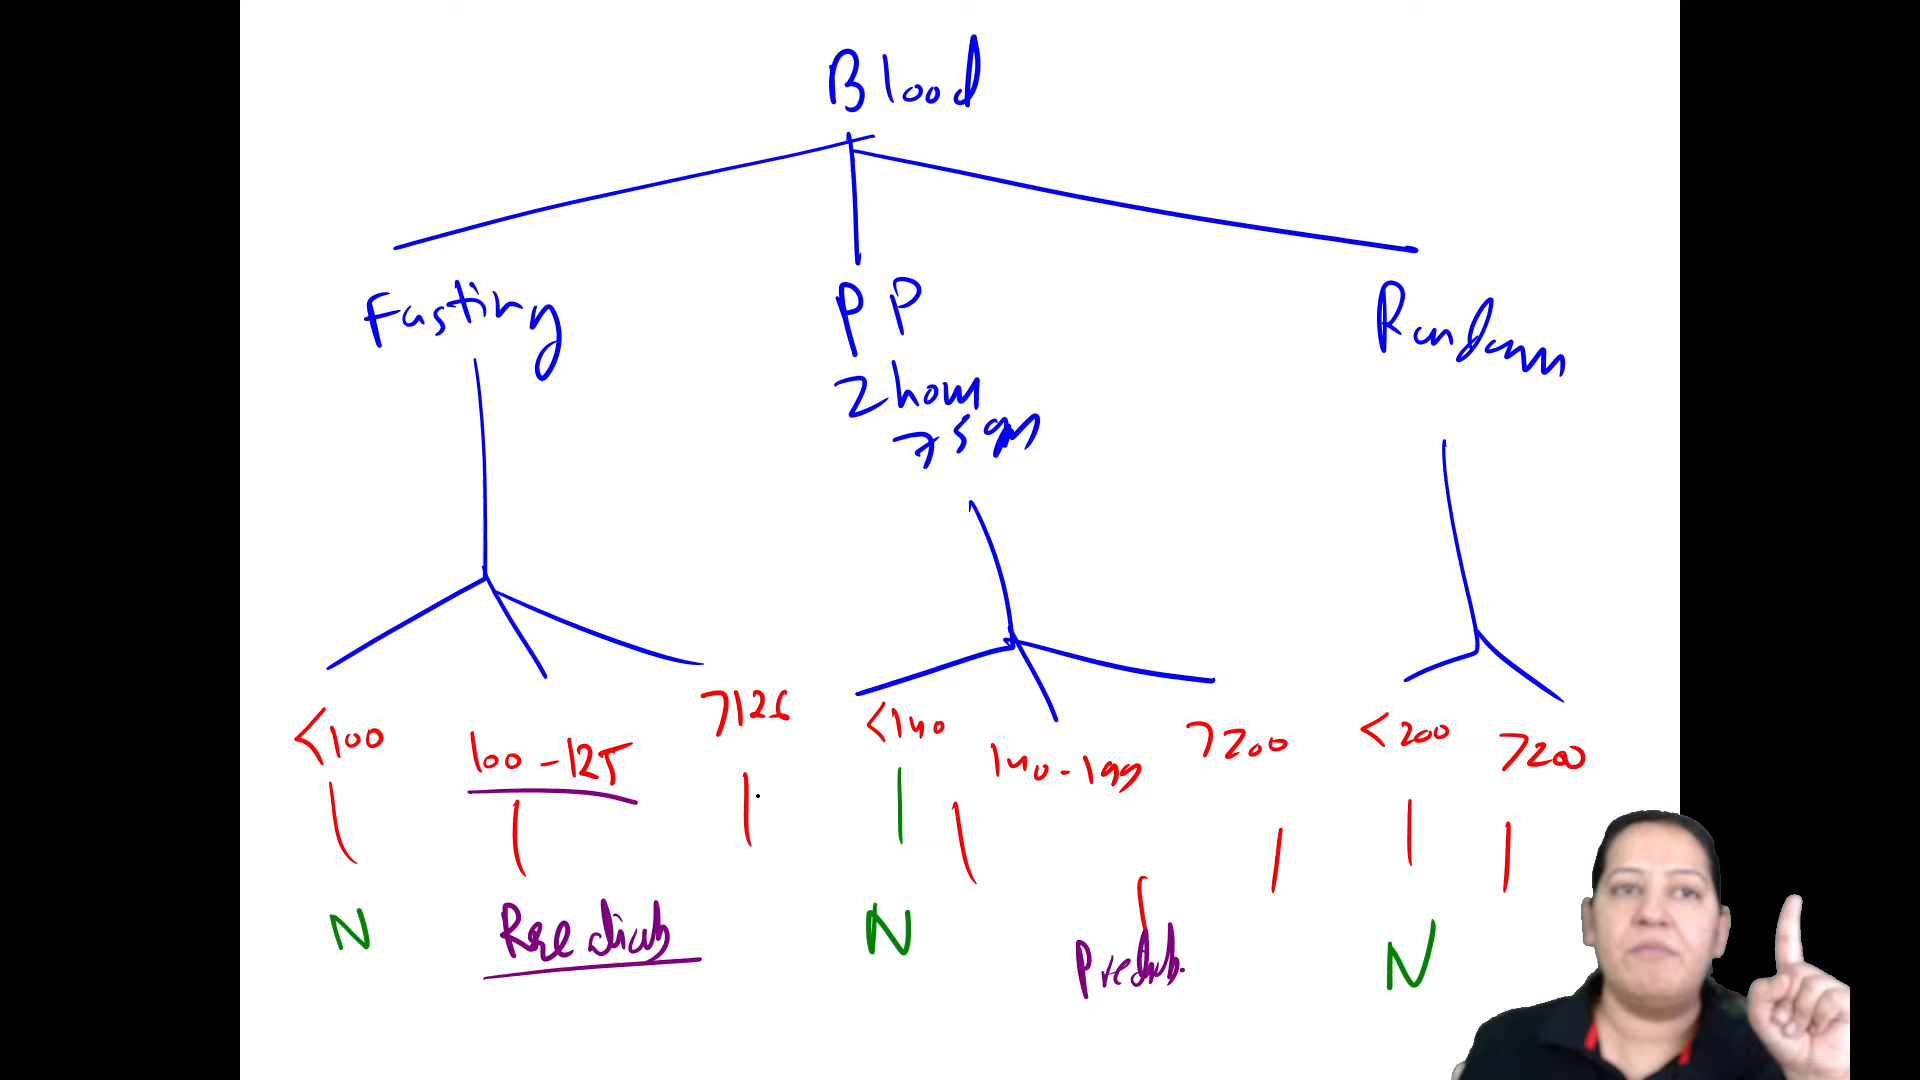 Blood
Fasting
PP
2 hour
75 gm
Random
<100
100-125
>126
<140
140-199
>200
<200
>200
N
Prediab
N
Prediab.
N